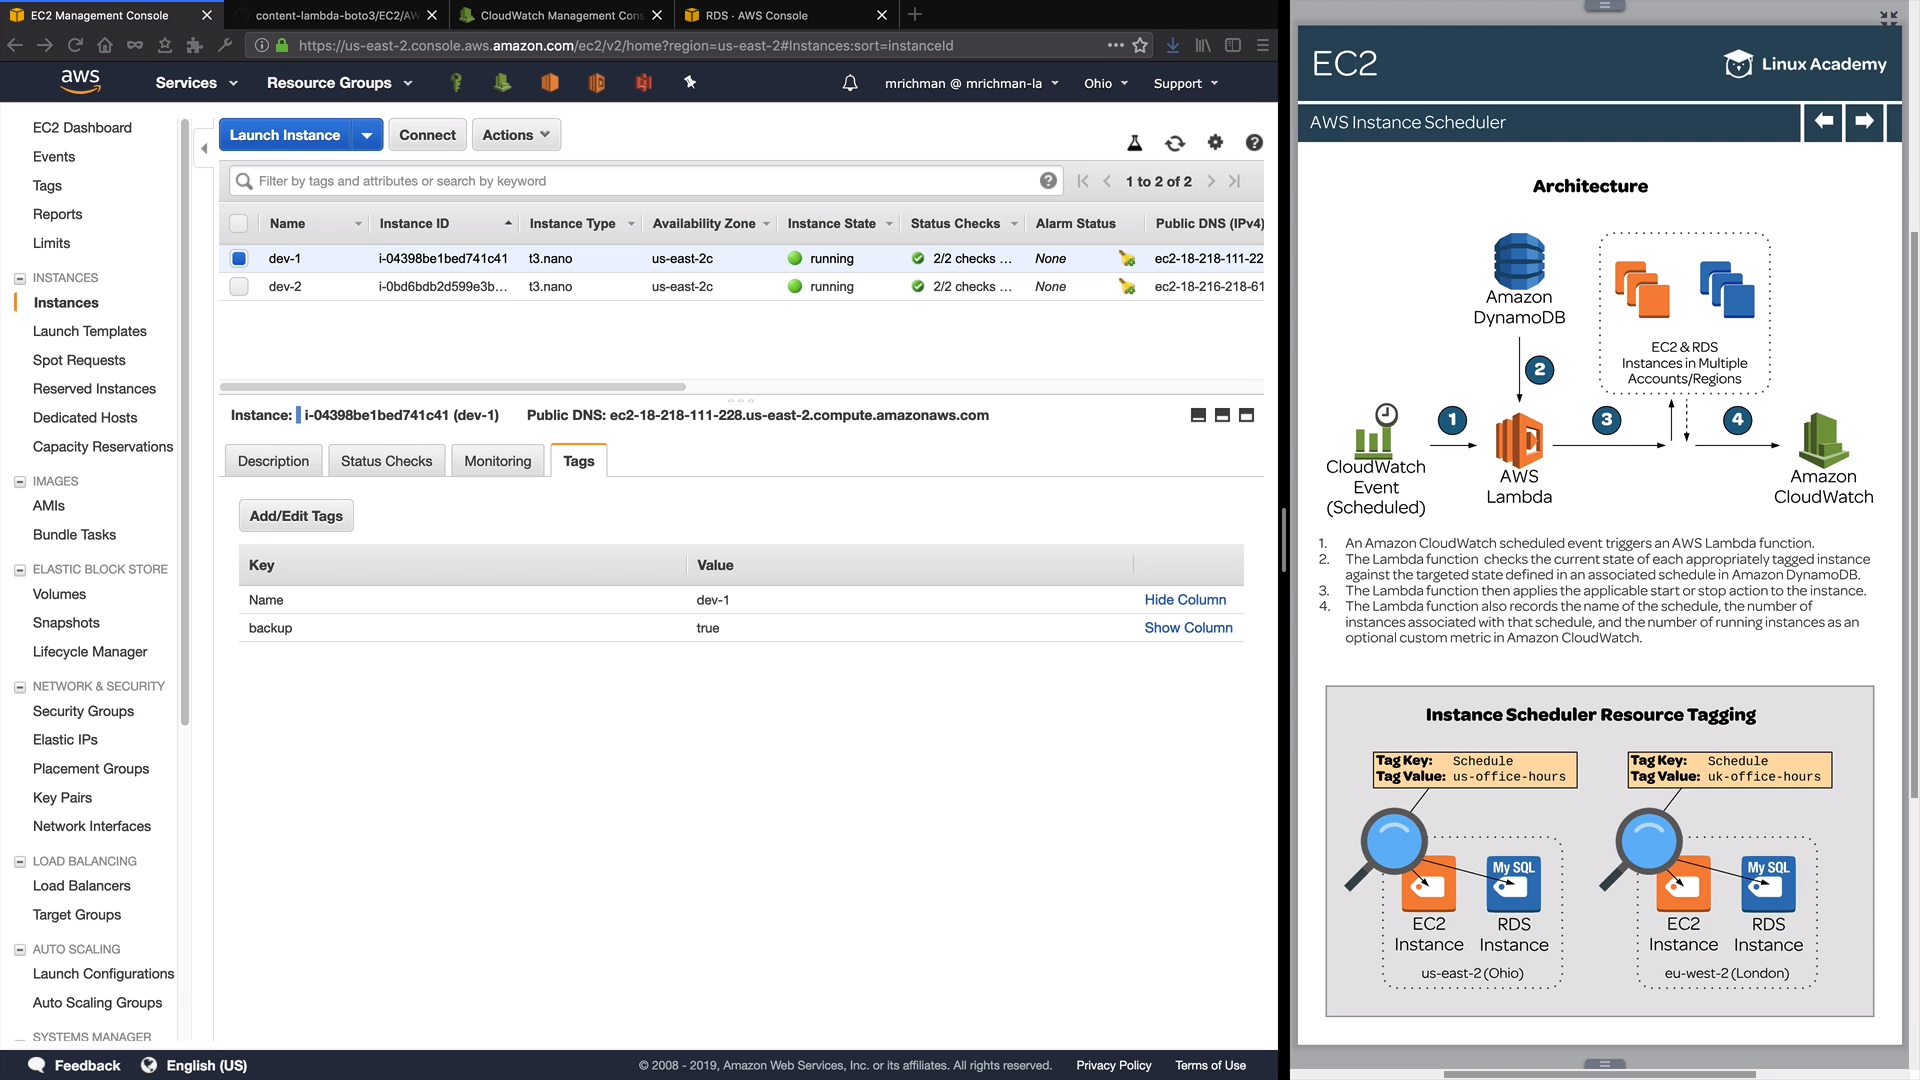 EC2 Management Console
content-lambda-boto3/EC2/AW
CloudWatch Management Cons
RDS · AWS Console
https://us-east-2.console.aws.amazon.com/ec2/v2/home?region=us-east-2#Instances:sort=instanceId
aws
Services
Resource Groups
mrichman @ mrichman-la
Ohio
Support
EC2 Dashboard
Events
Tags
Reports
Limits
INSTANCES
Instances
Launch Templates
Spot Requests
Reserved Instances
Dedicated Hosts
Capacity Reservations
IMAGES
AMIs
Bundle Tasks
ELASTIC BLOCK STORE
Volumes
Snapshots
Lifecycle Manager
NETWORK & SECURITY
Security Groups
Elastic IPs
Placement Groups
Key Pairs
Network Interfaces
LOAD BALANCING
Load Balancers
Target Groups
AUTO SCALING
Launch Configurations
Auto Scaling Groups
SYSTEMS MANAGER
Launch Instance
Connect
Actions
Filter by tags and attributes or search by keyword
1 to 2 of 2
Name Instance ID Instance Type Availability Zone Instance State Status Checks Alarm Status Public DNS (IPv4)
dev-1 i-04398be1bed741c41 t3.nano us-east-2c running 2/2 checks ... None ec2-18-218-111-22
dev-2 i-0bd6bdb2d599e3b... t3.nano us-east-2c running 2/2 checks ... None ec2-18-216-218-61
Instance: i-04398be1bed741c41 (dev-1) Public DNS: ec2-18-218-111-228.us-east-2.compute.amazonaws.com
Description
Status Checks
Monitoring
Tags
Add/Edit Tags
Key Value
Name dev-1 Hide Column
backup true Show Column
Feedback
English (US)
© 2008 - 2019, Amazon Web Services, Inc. or its affiliates. All rights reserved.
Privacy Policy
Terms of Use
EC2
Linux Academy
AWS Instance Scheduler
Architecture
Amazon
DynamoDB
EC2 & RDS
Instances in Multiple
Accounts/Regions
2
1
3
4
CloudWatch
Event
(Scheduled)
AWS
Lambda
Amazon
CloudWatch
1. An Amazon CloudWatch scheduled event triggers an AWS Lambda function.
2. The Lambda function checks the current state of each appropriately tagged instance
against the targeted state defined in an associated schedule in Amazon DynamoDB.
3. The Lambda function then applies the applicable start or stop action to the instance.
4. The Lambda function also records the name of the schedule, the number of
instances associated with that schedule, and the number of running instances as an
optional custom metric in Amazon CloudWatch.
Instance Scheduler Resource Tagging
Tag Key: Schedule
Tag Value: us-office-hours
Tag Key: Schedule
Tag Value: uk-office-hours
My SQL
My SQL
EC2
Instance
RDS
Instance
EC2
Instance
RDS
Instance
us-east-2 (Ohio)
eu-west-2 (London)